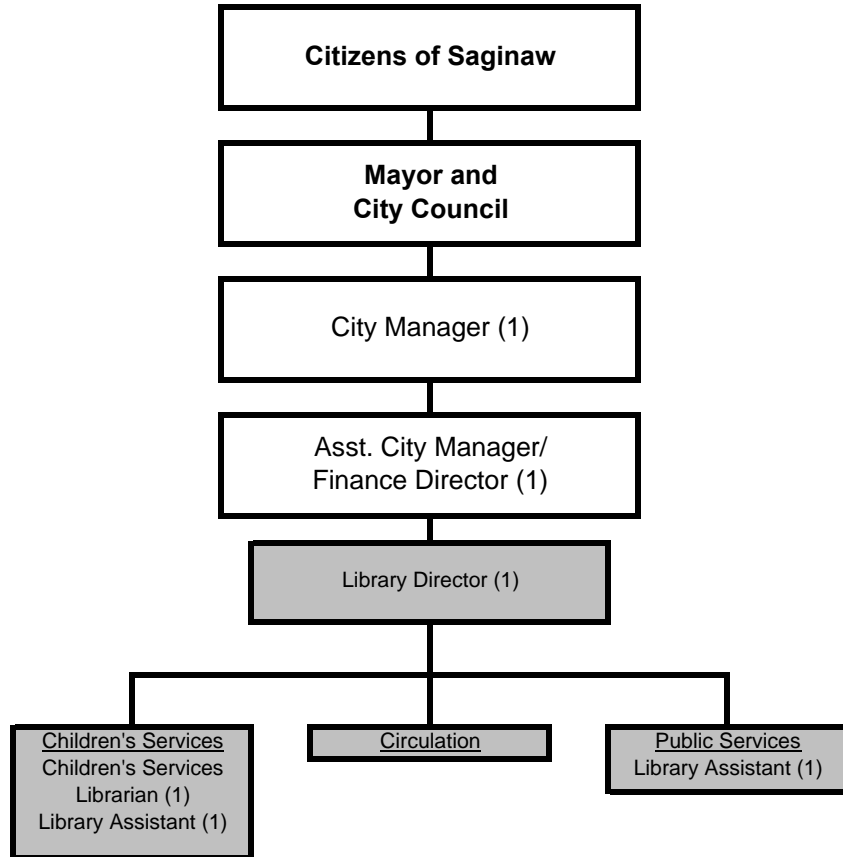 Citizens of Saginaw
Mayor and
City Council
City Manager (1)
Asst. City Manager/
Finance Director (1)
Library Director (1)
Children's Services
Children's Services
Librarian (1)
Library Assistant (1)
Circulation
Public Services
Library Assistant (1)